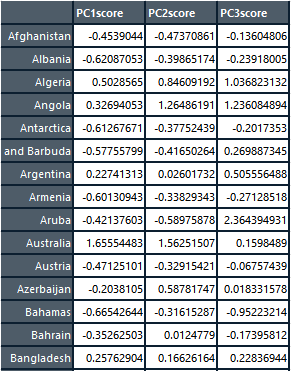 PC1score PC2score PC3score
Afghanistan -0.4539044 -0.47370861 -0.13604806
Albania -0.62087053 -0.39865174 -0.23918005
Algeria 0.5028565 0.84609192 1.036823132
Angola 0.32694053 1.26486191 1.236084894
Antarctica -0.61267671 -0.37752439 -0.2017353
and Barbuda -0.57755799 -0.41650264 0.269887345
Argentina 0.22741313 0.02601732 0.505556488
Armenia -0.60130943 -0.33829343 -0.27128518
Aruba -0.42137603 -0.58975878 2.364394931
Australia 1.65554483 1.56251507 0.1598489
Austria -0.47125101 -0.32915421 -0.06757439
Azerbaijan -0.2038105 0.58781747 0.018331578
Bahamas -0.66542644 -0.31615287 -0.95223214
Bahrain -0.35262503 0.0124779 -0.17395812
Bangladesh 0.25762904 0.16626164 0.22836944